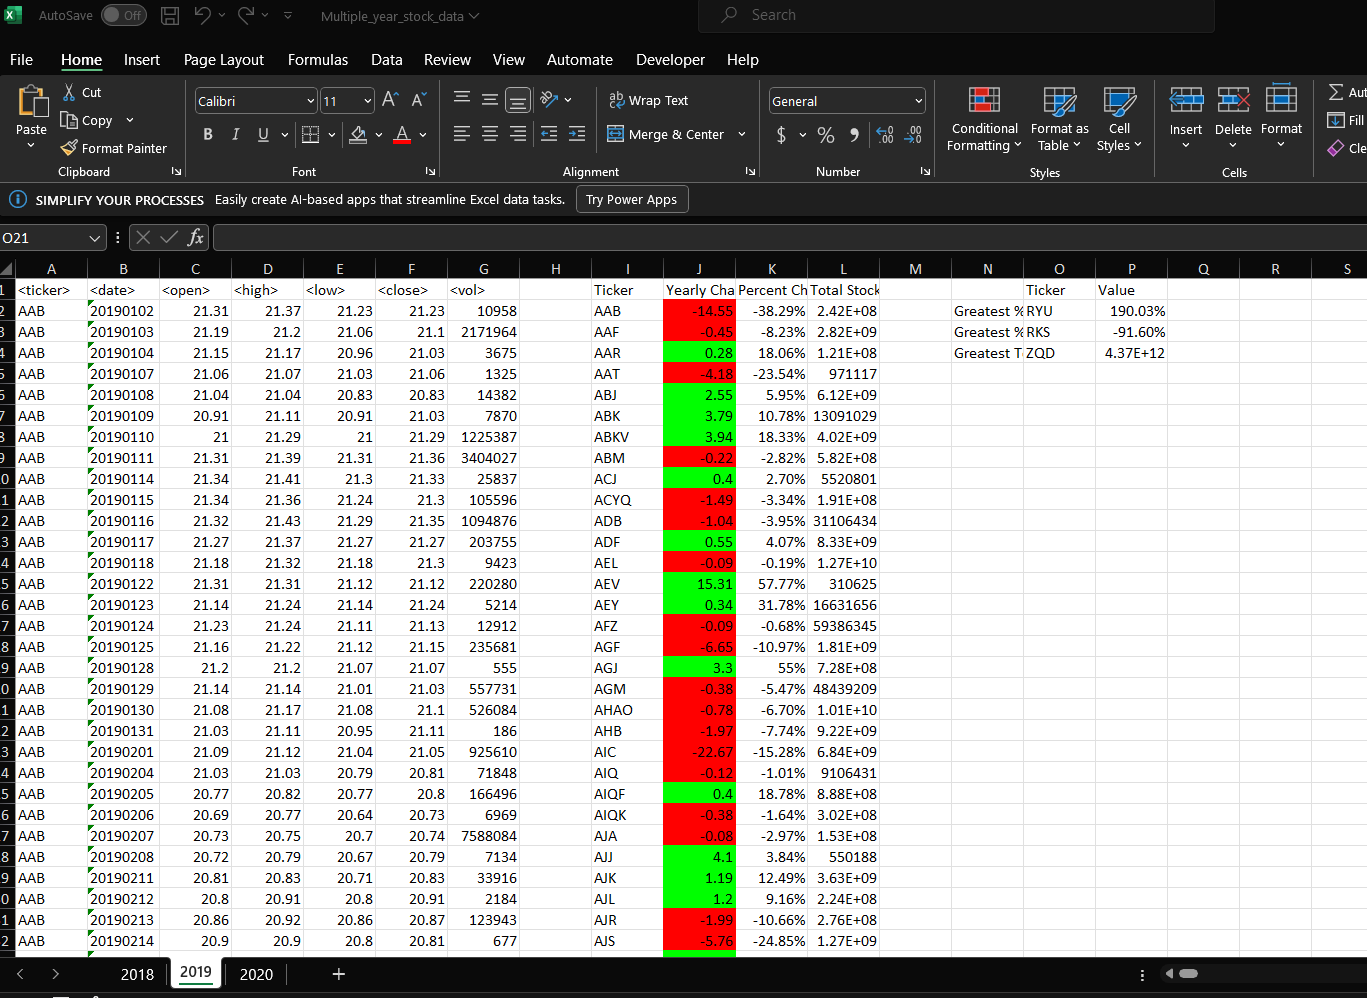 AutoSave Off Multiple_year_stock_data Search
File Home Insert Page Layout Formulas Data Review View Automate Developer Help
Paste Cut Copy Format Painter Clipboard
Calibri 11 B I U A Font
Wrap Text Merge & Center Alignment
General $ % Number
Conditional Formatting Format as Table Cell Styles Styles
Insert Delete Format Cells
Aut
Fill
Cle
SIMPLIFY YOUR PROCESSES Easily create AI-based apps that streamline Excel data tasks. Try Power Apps
O21 fx
A B C D E F G H I J K L M N O P Q R S
1 <ticker> <date> <open> <high> <low> <close> <vol> Ticker Yearly Cha Percent Ch Total Stock Ticker Value
2 AAB 20190102 21.31 21.37 21.23 21.23 10958 AAB -14.55 -38.29% 2.42E+08 Greatest % RYU 190.03%
3 AAB 20190103 21.19 21.2 21.06 21.1 2171964 AAF -0.45 -8.23% 2.82E+09 Greatest % RKS -91.60%
4 AAB 20190104 21.15 21.17 20.96 21.03 3675 AAR 0.28 18.06% 1.21E+08 Greatest T ZQD 4.37E+12
5 AAB 20190107 21.06 21.07 21.03 21.06 1325 AAT -4.18 -23.54% 971117
6 AAB 20190108 21.04 21.04 20.83 20.83 14382 ABJ 2.55 5.95% 6.12E+09
7 AAB 20190109 20.91 21.11 20.91 21.03 7870 ABK 3.79 10.78% 13091029
8 AAB 20190110 21 21.29 21 21.29 1225387 ABKV 3.94 18.33% 4.02E+09
9 AAB 20190111 21.31 21.39 21.31 21.36 3404027 ABM -0.22 -2.82% 5.82E+08
0 AAB 20190114 21.34 21.41 21.3 21.33 25837 ACJ 0.4 2.70% 5520801
1 AAB 20190115 21.34 21.36 21.24 21.3 105596 ACYQ -1.49 -3.34% 1.91E+08
2 AAB 20190116 21.32 21.43 21.29 21.35 1094876 ADB -1.04 -3.95% 31106434
3 AAB 20190117 21.27 21.37 21.27 21.27 203755 ADF 0.55 4.07% 8.33E+09
4 AAB 20190118 21.18 21.32 21.18 21.3 9423 AEL -0.09 -0.19% 1.27E+10
5 AAB 20190122 21.31 21.31 21.12 21.12 220280 AEV 15.31 57.77% 310625
6 AAB 20190123 21.14 21.24 21.14 21.24 5214 AEY 0.34 31.78% 16631656
7 AAB 20190124 21.23 21.24 21.11 21.13 12912 AFZ -0.09 -0.68% 59386345
8 AAB 20190125 21.16 21.22 21.12 21.15 235681 AGF -6.65 -10.97% 1.81E+09
9 AAB 20190128 21.2 21.2 21.07 21.07 555 AGJ 3.3 55% 7.28E+08
0 AAB 20190129 21.14 21.14 21.01 21.03 557731 AGM -0.38 -5.47% 48439209
1 AAB 20190130 21.08 21.17 21.08 21.1 526084 AHAO -0.78 -6.70% 1.01E+10
2 AAB 20190131 21.03 21.11 20.95 21.11 186 AHB -1.97 -7.74% 9.22E+09
3 AAB 20190201 21.09 21.12 21.04 21.05 925610 AIC -22.67 -15.28% 6.84E+09
4 AAB 20190204 21.03 21.03 20.79 20.81 71848 AIQ -0.12 -1.01% 9106431
5 AAB 20190205 20.77 20.82 20.77 20.8 166496 AIQF 0.4 18.78% 8.88E+08
6 AAB 20190206 20.69 20.77 20.64 20.73 6969 AIQK -0.38 -1.64% 3.02E+08
7 AAB 20190207 20.73 20.75 20.7 20.74 7588084 AJA -0.08 -2.97% 1.53E+08
8 AAB 20190208 20.72 20.79 20.67 20.79 7134 AJJ 4.1 3.84% 550188
9 AAB 20190211 20.81 20.83 20.71 20.83 33916 AJK 1.19 12.49% 3.63E+09
0 AAB 20190212 20.8 20.91 20.8 20.91 2184 AJL 1.2 9.16% 2.24E+08
1 AAB 20190213 20.86 20.92 20.86 20.87 123943 AJR -1.99 -10.66% 2.76E+08
2 AAB 20190214 20.9 20.9 20.8 20.81 677 AJS -5.76 -24.85% 1.27E+09
2018 2019 2020